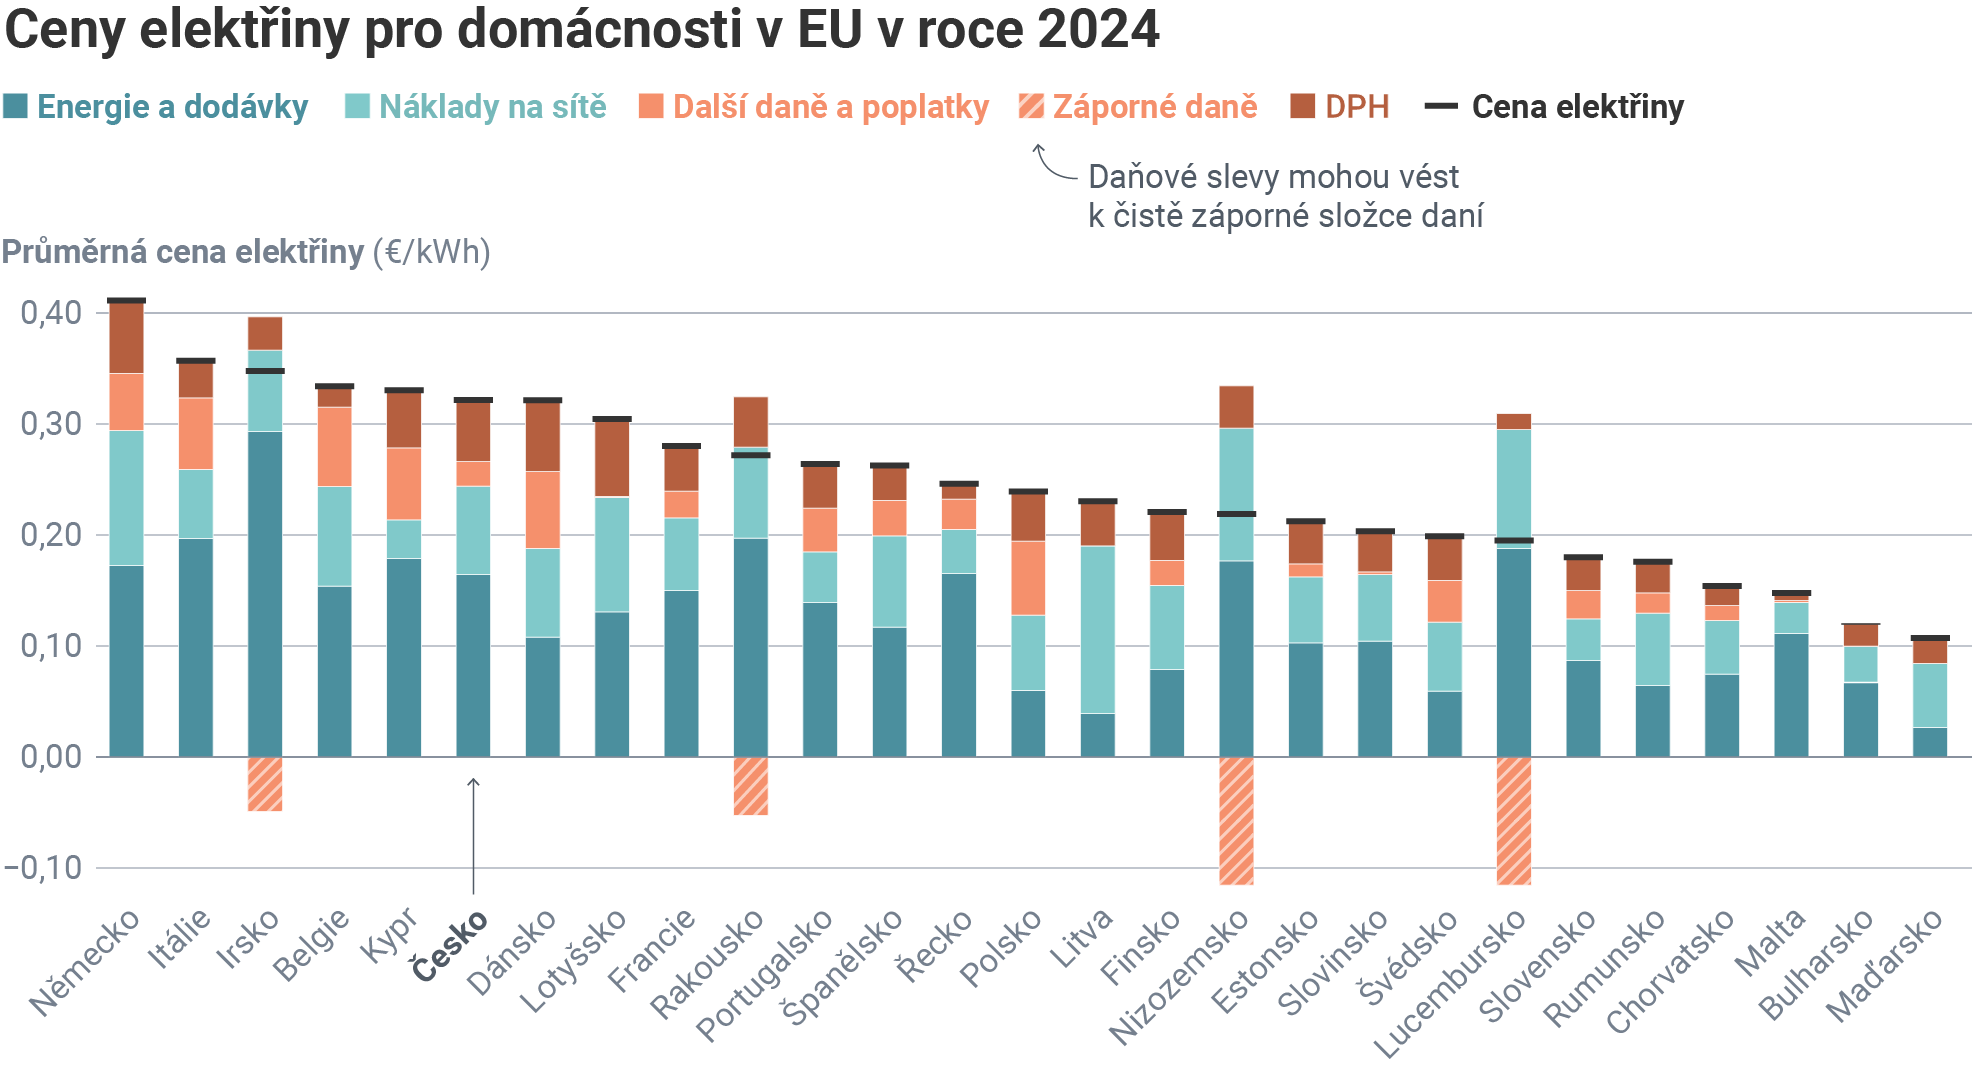 Ceny elektřiny pro domácnosti v EU v roce 2024
Energie a dodávky Náklady na sítě Další daně a poplatky Záporné daně DPH Cena elektřiny
Daňové slevy mohou vést
k čistě záporné složce daní
Průměrná cena elektřiny (€/kWh)
0,40
0,30
0,20
0,10
0,00
−0,10
Německo
Itálie
Irsko
Belgie
Kypr
Česko
Dánsko
Lotyšsko
Francie
Rakousko
Portugalsko
Španělsko
Řecko
Polsko
Litva
Finsko
Nizozemsko
Estonsko
Slovinsko
Švédsko
Lucembursko
Slovensko
Rumunsko
Chorvatsko
Malta
Bulharsko
Maďarsko